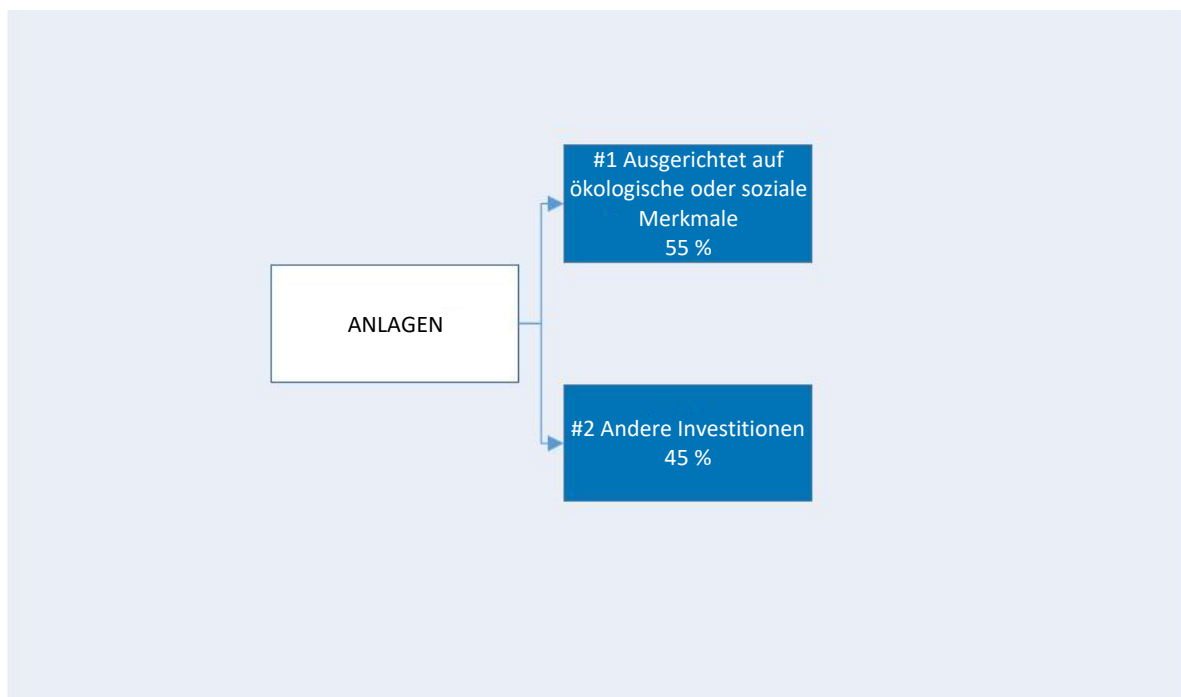 #1 Ausgerichtet auf
ökologische oder soziale
Merkmale
55 %
ANLAGEN
#2 Andere Investitionen
45 %